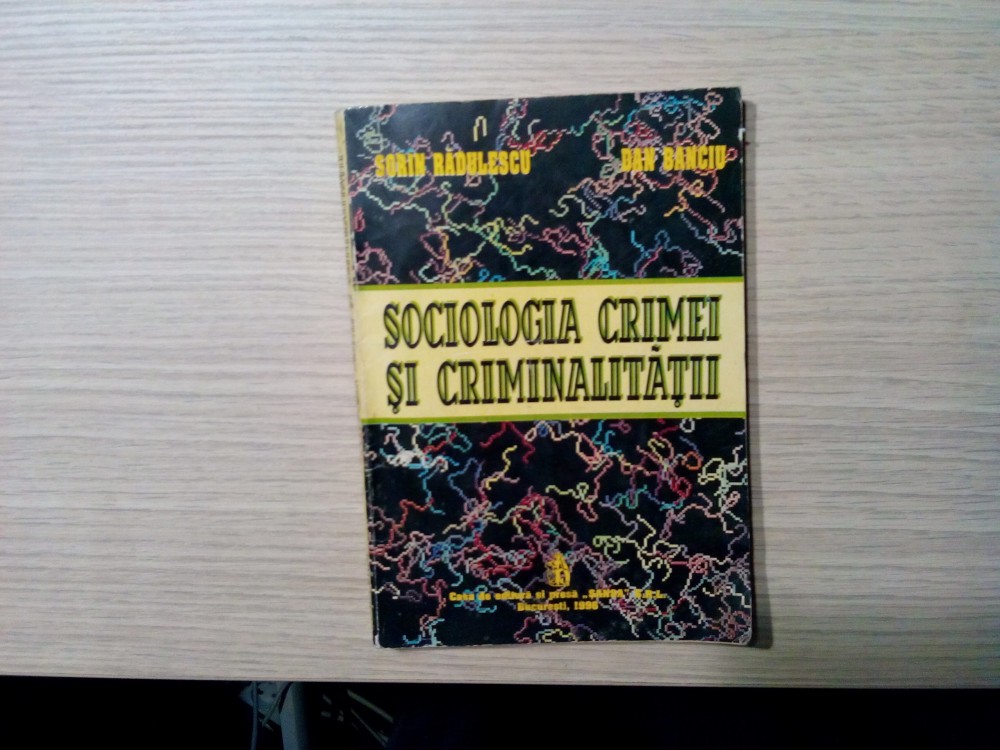 SORIN RĂDULESCU
DAN BANCIU
SOCIOLOGIA CRIMEI
ŞI CRIMINALITĂŢII
Casa de editură şi presă „ŞANSA" S.R.L.
Bucureşti, 1996